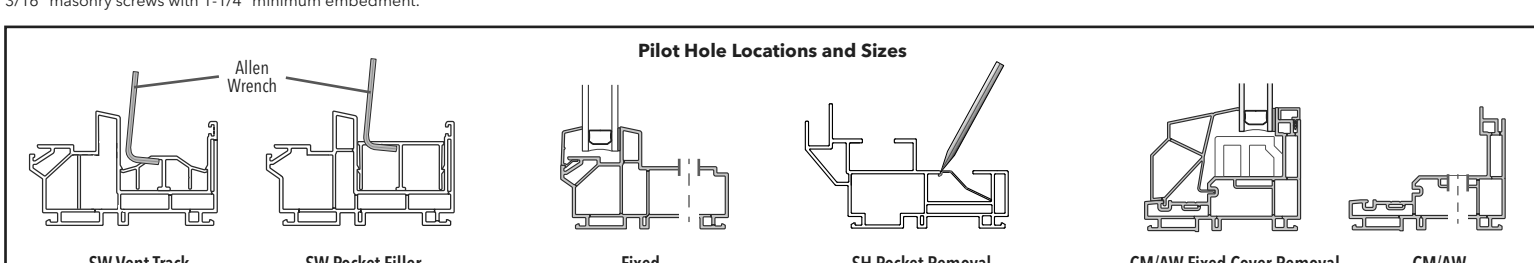 3/16" masonry screws with 1-1/4" minimum embedment.
Pilot Hole Locations and Sizes
Allen
Wrench
SW Vent Track
SW Pocket Filler
Fixed
SH Pocket Removal
CM/AW Fixed Cover Removal
CM/AW